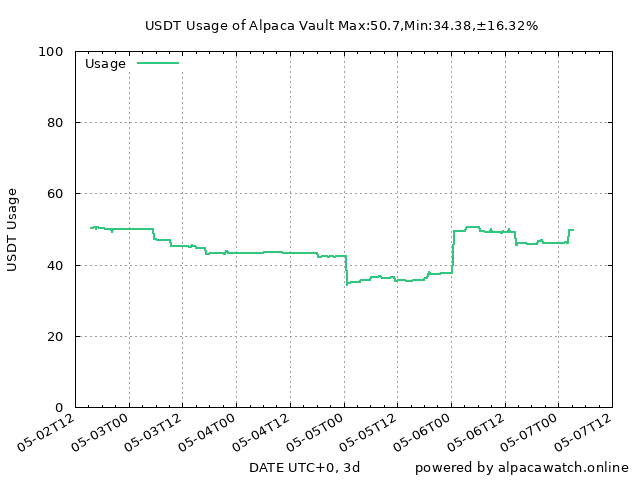 USDT Usage of Alpaca Vault Max:50.7,Min:34.38,±16.32%
Usage
USDT Usage
100
80
60
40
20
0
05-02T12
05-03T00
05-03T12
05-04T00
05-04T12
05-05T00
05-05T12
05-06T00
05-06T12
05-07T00
05-07T12
DATE UTC+0, 3d
powered by alpacawatch.online